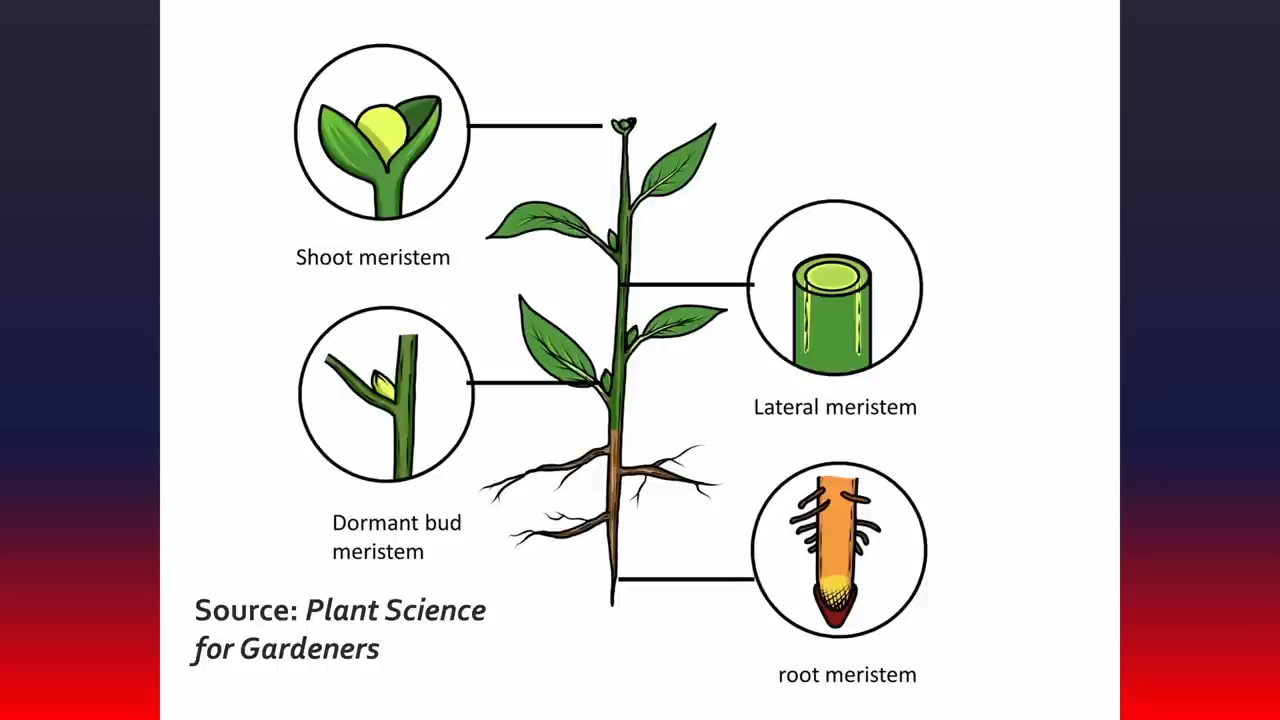 Shoot meristem
Lateral meristem
Dormant bud
meristem
Source: Plant Science
for Gardeners
root meristem